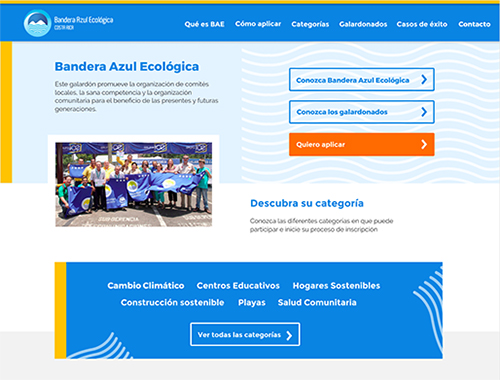 Bandera Azul Ecológica
COSTA RICA
Qué es BAE Cómo aplicar Categorías Galardonados Casos de éxito Contacto
Bandera Azul Ecológica
Este galardón promueve la organización de comités
locales, la sana competencia y la organización
comunitaria para el beneficio de las presentes y futuras
generaciones.
Conozca Bandera Azul Ecológica
Conozca los galardonados
Quiero aplicar
Descubra su categoría
Conozca las diferentes categorías en que puede
participar e inicie su proceso de inscripción
Cambio Climático Centros Educativos Hogares Sostenibles
Construcción sostenible Playas Salud Comunitaria
Ver todas las categorías